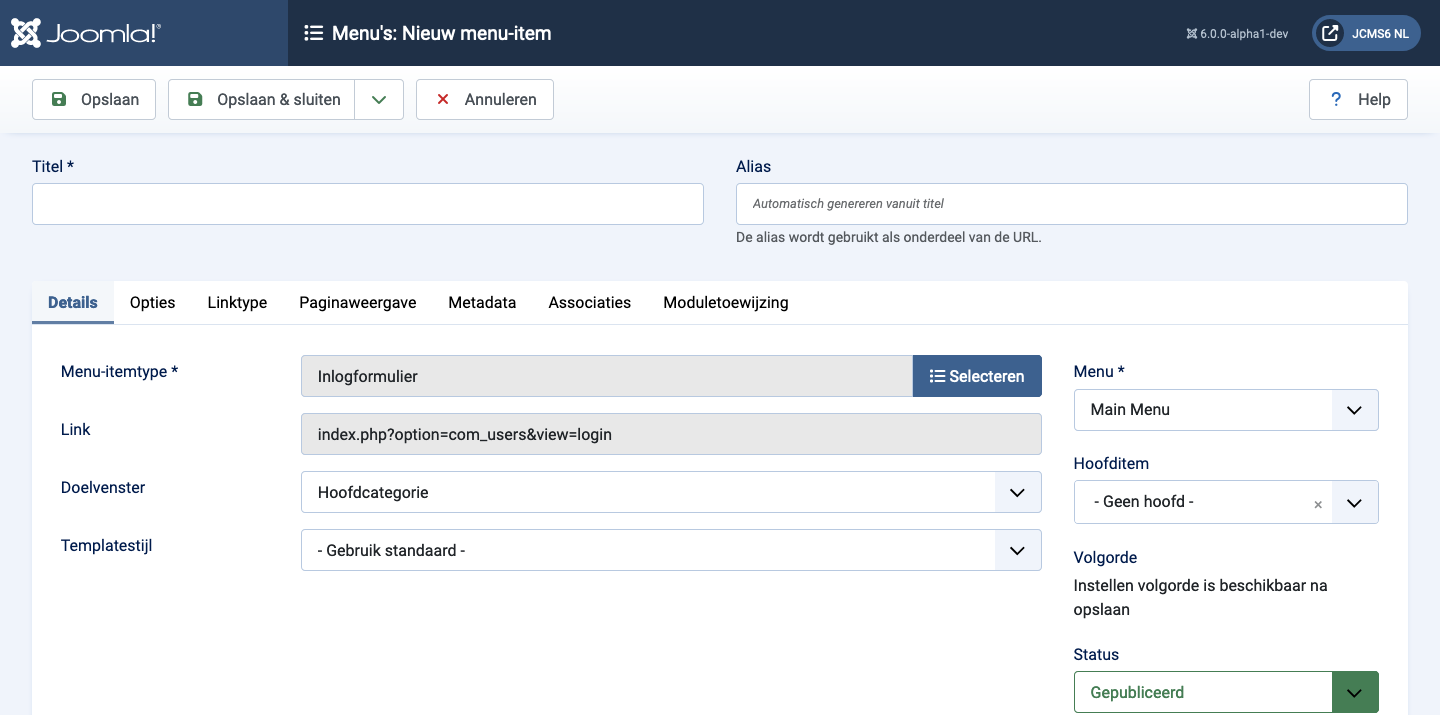 Joomla!®
Menu's: Nieuw menu-item
6.0.0-alpha1-dev
JCMS6 NL
Opslaan
Opslaan & sluiten
Annuleren
? Help
Titel *
Alias
Automatisch genereren vanuit titel
De alias wordt gebruikt als onderdeel van de URL.
Details Opties Linktype Paginaweergave Metadata Associaties Moduletoewijzing
Menu-itemtype *
Inlogformulier
Selecteren
Link
index.php?option=com_users&view=login
Doelvenster
Hoofdcategorie
Templatestijl
- Gebruik standaard -
Menu *
Main Menu
Hoofditem
- Geen hoofd - ×
Volgorde
Instellen volgorde is beschikbaar na
opslaan
Status
Gepubliceerd